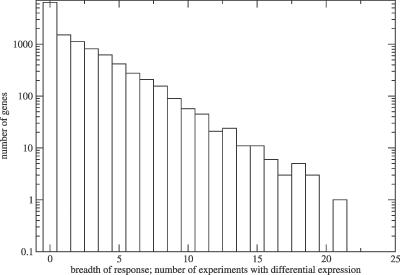 1000
100
10
1
0.1
number of genes
0 5 10 15 20 25
breadth of response; number of experiments with differential expression